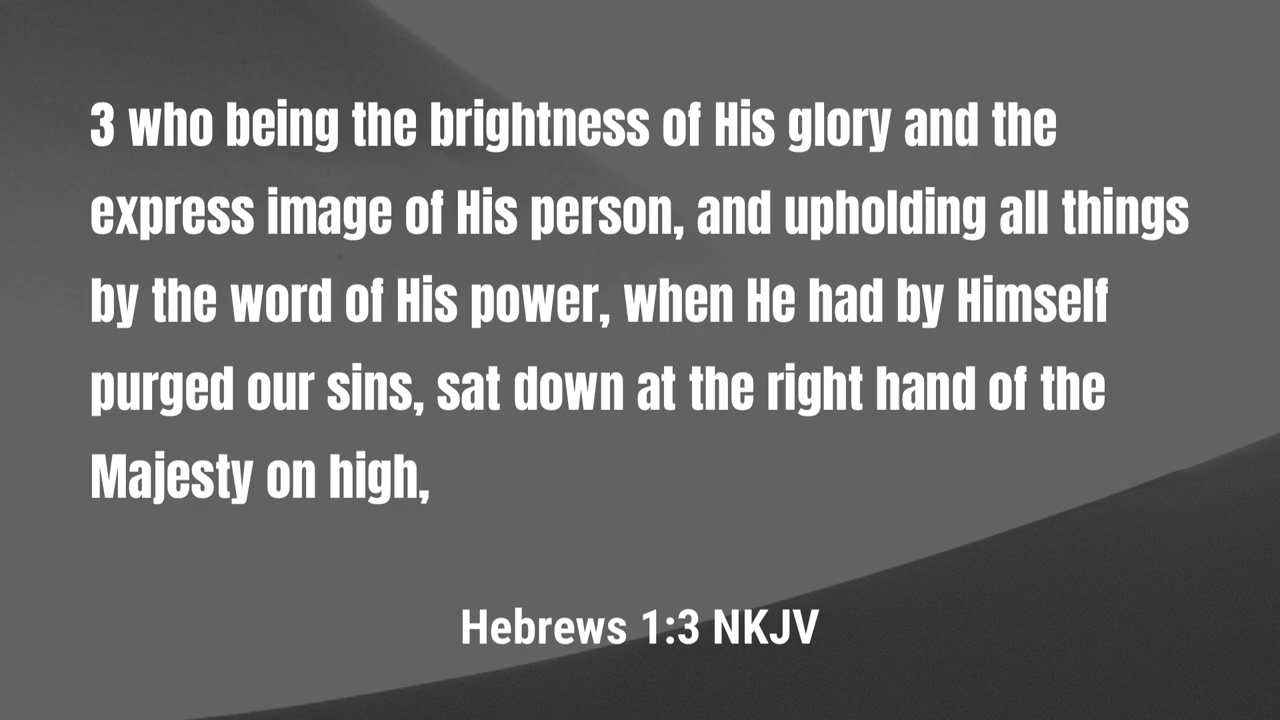 3 who being the brightness of His glory and the
express image of His person, and upholding all things
by the word of His power, when He had by Himself
purged our sins, sat down at the right hand of the
Majesty on high,
Hebrews 1:3 NKJV